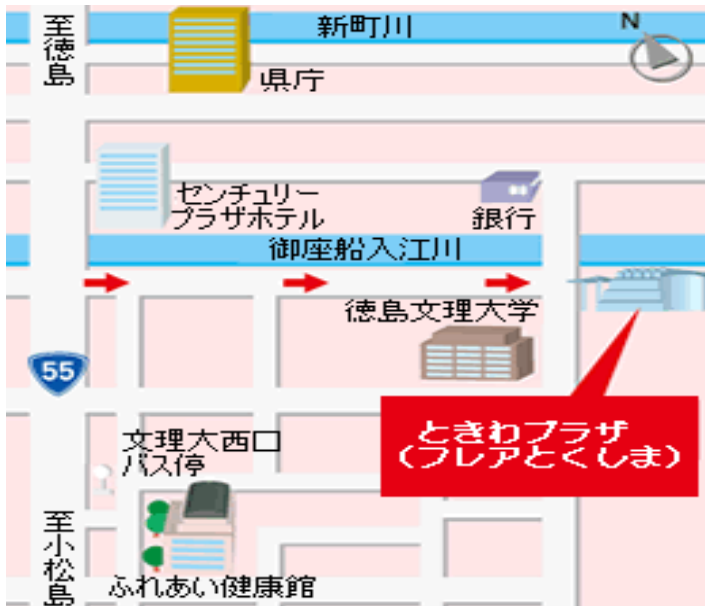 至徳島
新町川
N
県庁
センチュリー
プラザホテル
銀行
御座船入江川
徳島文理大学
55
ときわプラザ
(フレアとくしま)
文理大西口
バス停
至小松島
ふれあい健康館